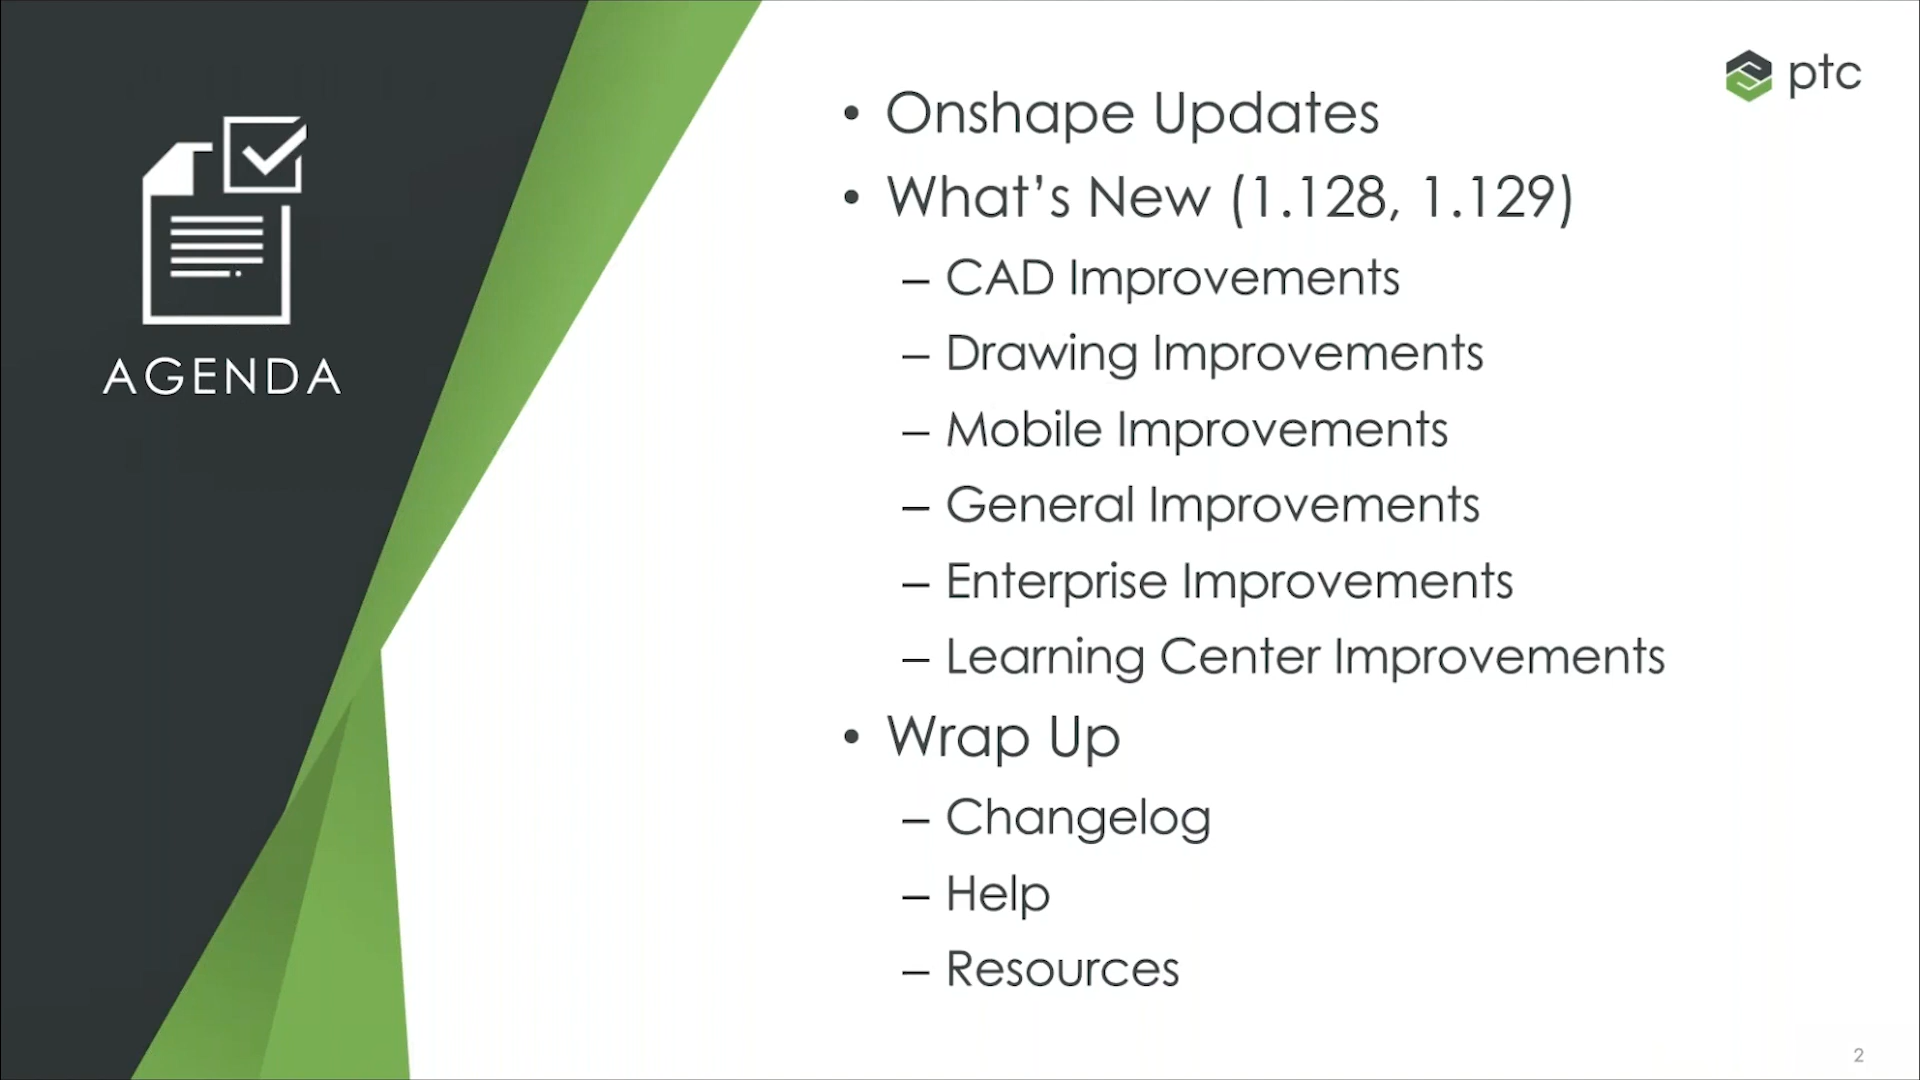 AGENDA
ptc
• Onshape Updates
• What’s New (1.128, 1.129)
– CAD Improvements
– Drawing Improvements
– Mobile Improvements
– General Improvements
– Enterprise Improvements
– Learning Center Improvements
• Wrap Up
– Changelog
– Help
– Resources
2